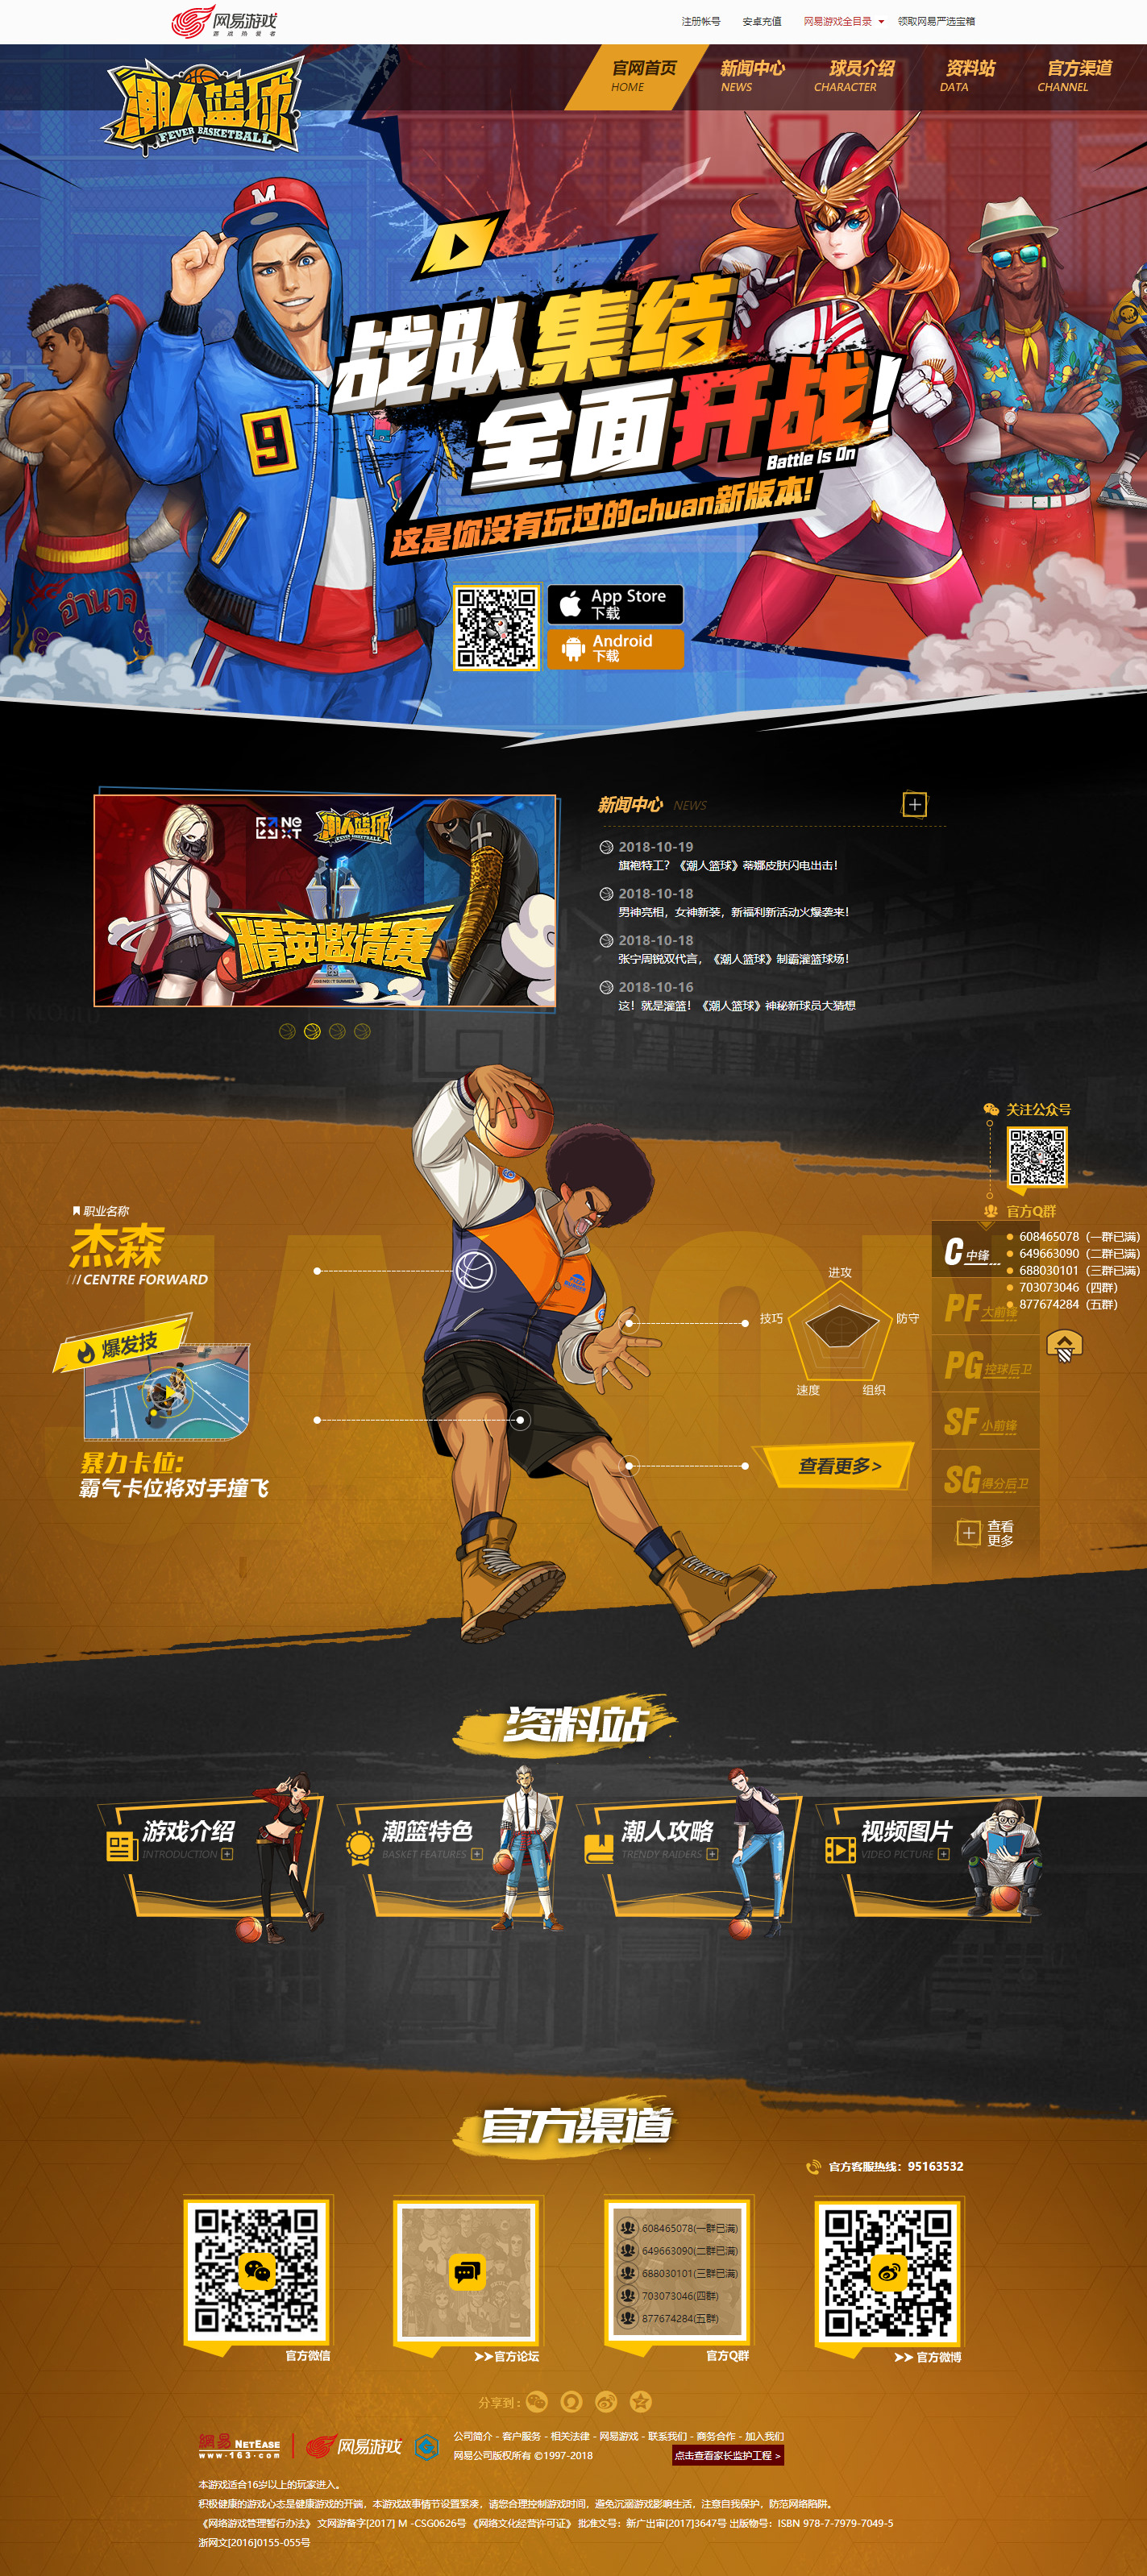 网易游戏
游戏热爱者
注册帐号
安卓充值
网易游戏全目录
领取网易严选宝箱
潮人篮球
FEVER BASKETBALL
官网首页
HOME
新闻中心
NEWS
球员介绍
CHARACTER
资料站
DATA
官方渠道
CHANNEL
M
9
อำนาจ
战队集结
全面开战!
Battle Is On
这是你没有玩过的chuan新版本!
App Store
下载
Android
下载
潮人篮球
FEVER BASKETBALL
精英邀请赛
新闻中心 NEWS
2018-10-19
旗袍特工？《潮人篮球》蒂娜皮肤闪电出击！
2018-10-18
男神亮相，女神新装，新福利新活动火爆袭来！
2018-10-18
张宁周锐双代言，《潮人篮球》制霸灌篮球场！
2018-10-16
这！就是灌篮！《潮人篮球》神秘新球员大猜想
关注公众号
官方Q群
608465078（一群已满）
649663090（二群已满）
688030101（三群已满）
703073046（四群）
877674284（五群）
职业名称
杰森
///CENTRE FORWARD
爆发技
暴力卡位:
霸气卡位将对手撞飞
进攻
技巧
防守
速度
组织
查看更多>
C 中锋
PF 大前锋
PG 控球后卫
SF 小前锋
SG 得分后卫
查看
更多
资料站
游戏介绍
INTRODUCTION
潮篮特色
BASKET FEATURES
潮人攻略
TRENDY RAIDERS
视频图片
VIDEO PICTURE
官方渠道
官方客服热线：95163532
608465078(一群已满)
649663090(二群已满)
688030101(三群已满)
703073046(四群)
877674284(五群)
官方微信
➤➤官方论坛
官方Q群
➤➤ 官方微博
分享到：
網易 NETEASE
www.163.com
网易游戏
公司简介 - 客户服务 - 相关法律 - 网易游戏 - 联系我们 - 商务合作 - 加入我们
网易公司版权所有 ©1997-2018
点击查看家长监护工程 >
本游戏适合16岁以上的玩家进入。
积极健康的游戏心态是健康游戏的开端，本游戏故事情节设置紧凑，请您合理控制游戏时间，避免沉溺游戏影响生活，注意自我保护，防范网络陷阱。
《网络游戏管理暂行办法》 文网游备字[2017] M -CSG0626号 《网络文化经营许可证》 批准文号：新广出审[2017]3647号 出版物号：ISBN 978-7-7979-7049-5
浙网文[2016]0155-055号